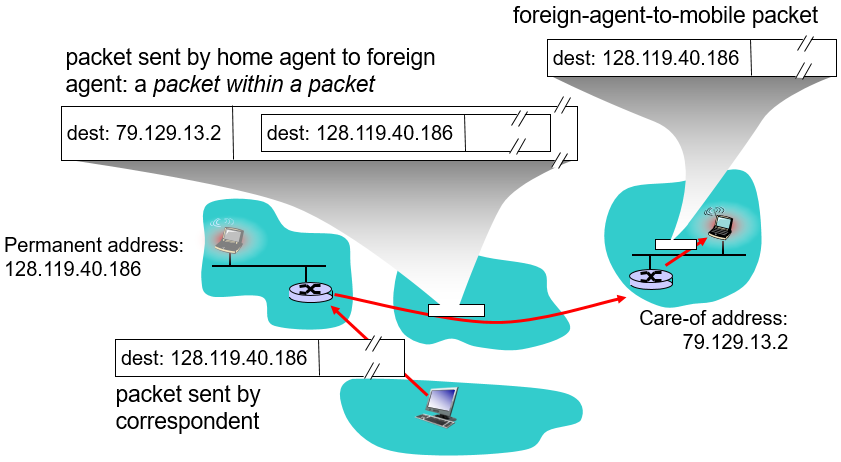 foreign-agent-to-mobile packet
dest: 128.119.40.186
packet sent by home agent to foreign
agent: a packet within a packet
dest: 79.129.13.2
dest: 128.119.40.186
Permanent address:
128.119.40.186
Care-of address:
79.129.13.2
dest: 128.119.40.186
packet sent by
correspondent